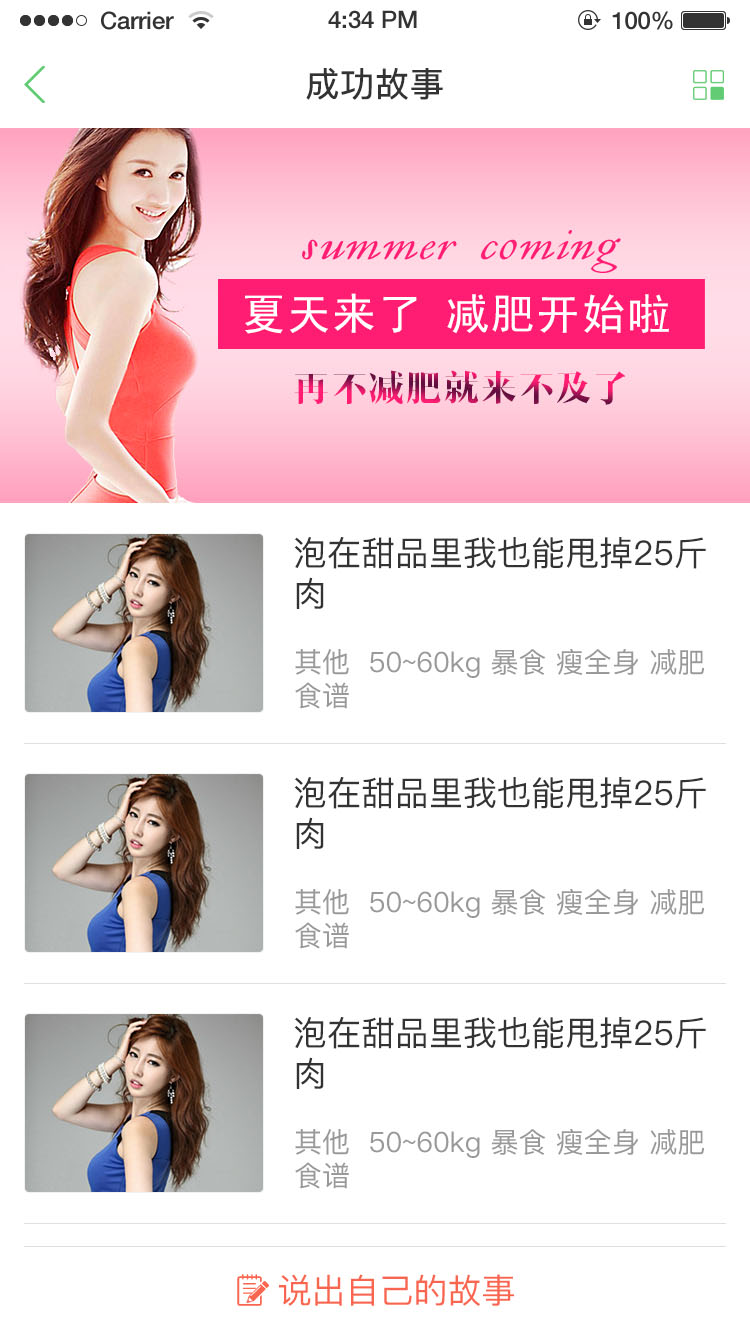 Carrier 4:34 PM 100%
成功故事
summer coming
夏天来了 减肥开始啦
再不减肥就来不及了
泡在甜品里我也能甩掉25斤
肉
其他 50~60kg 暴食 瘦全身 减肥
食谱
泡在甜品里我也能甩掉25斤
肉
其他 50~60kg 暴食 瘦全身 减肥
食谱
泡在甜品里我也能甩掉25斤
肉
其他 50~60kg 暴食 瘦全身 减肥
食谱
说出自己的故事